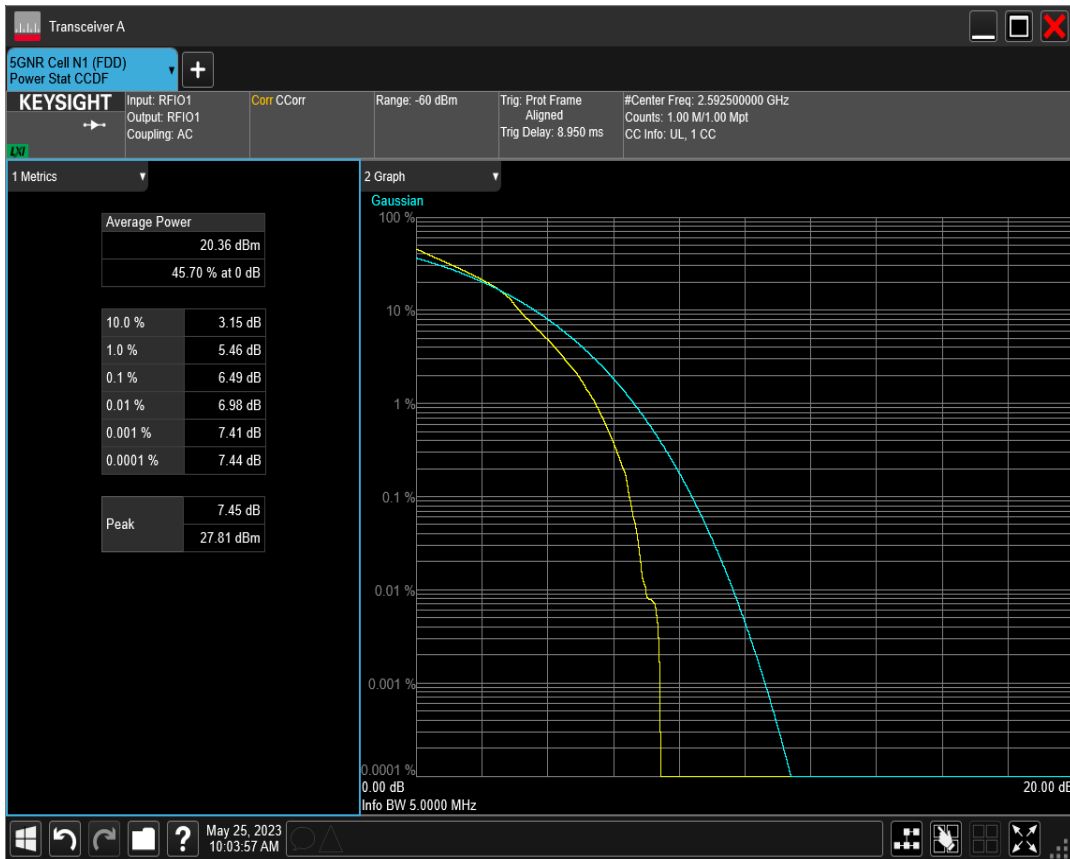 Transceiver A
5GNR Cell N1 (FDD)
Power Stat CCDF
+
KEYSIGHT
LXI
Input: RFIO1
Output: RFIO1
Coupling: AC
Corr CCorr
Range: -60 dBm
Trig: Prot Frame
Aligned
Trig Delay: 8.950 ms
#Center Freq: 2.592500000 GHz
Counts: 1.00 M/1.00 Mpt
CC Info: UL, 1 CC
1 Metrics
Average Power
20.36 dBm
45.70 % at 0 dB
10.0 % 3.15 dB
1.0 % 5.46 dB
0.1 % 6.49 dB
0.01 % 6.98 dB
0.001 % 7.41 dB
0.0001 % 7.44 dB
Peak 7.45 dB
27.81 dBm
2 Graph
Gaussian
100 %
10 %
1 %
0.1 %
0.01 %
0.001 %
0.0001 %
0.00 dB 20.00 dB
Info BW 5.0000 MHz
?
May 25, 2023
10:03:57 AM